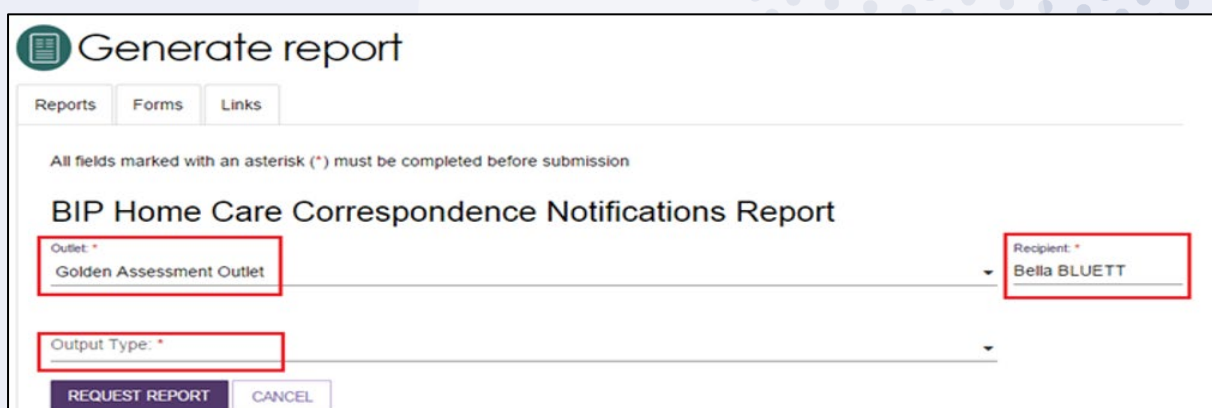 Generate report
Reports Forms Links
All fields marked with an asterisk (*) must be completed before submission
BIP Home Care Correspondence Notifications Report
Outlet: * Recipient: *
Golden Assessment Outlet Bella BLUETT
Output Type: *
REQUEST REPORT CANCEL